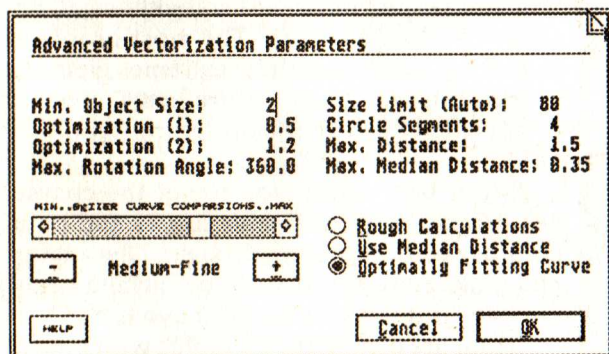 Advanced Vectorization Parameters
Min. Object Size: 2
Size Limit (Auto): 80
Optimization (1): 0.5
Circle Segments: 4
Optimization (2): 1.2
Max. Distance: 1.5
Max. Rotation Angle: 360.0
Max. Median Distance: 0.35
MIN..BEZIER CURVE COMPARSIONS..MAX
Rough Calculations
Use Median Distance
- Medium-Fine +
Optimally Fitting Curve
HELP
Cancel
OK